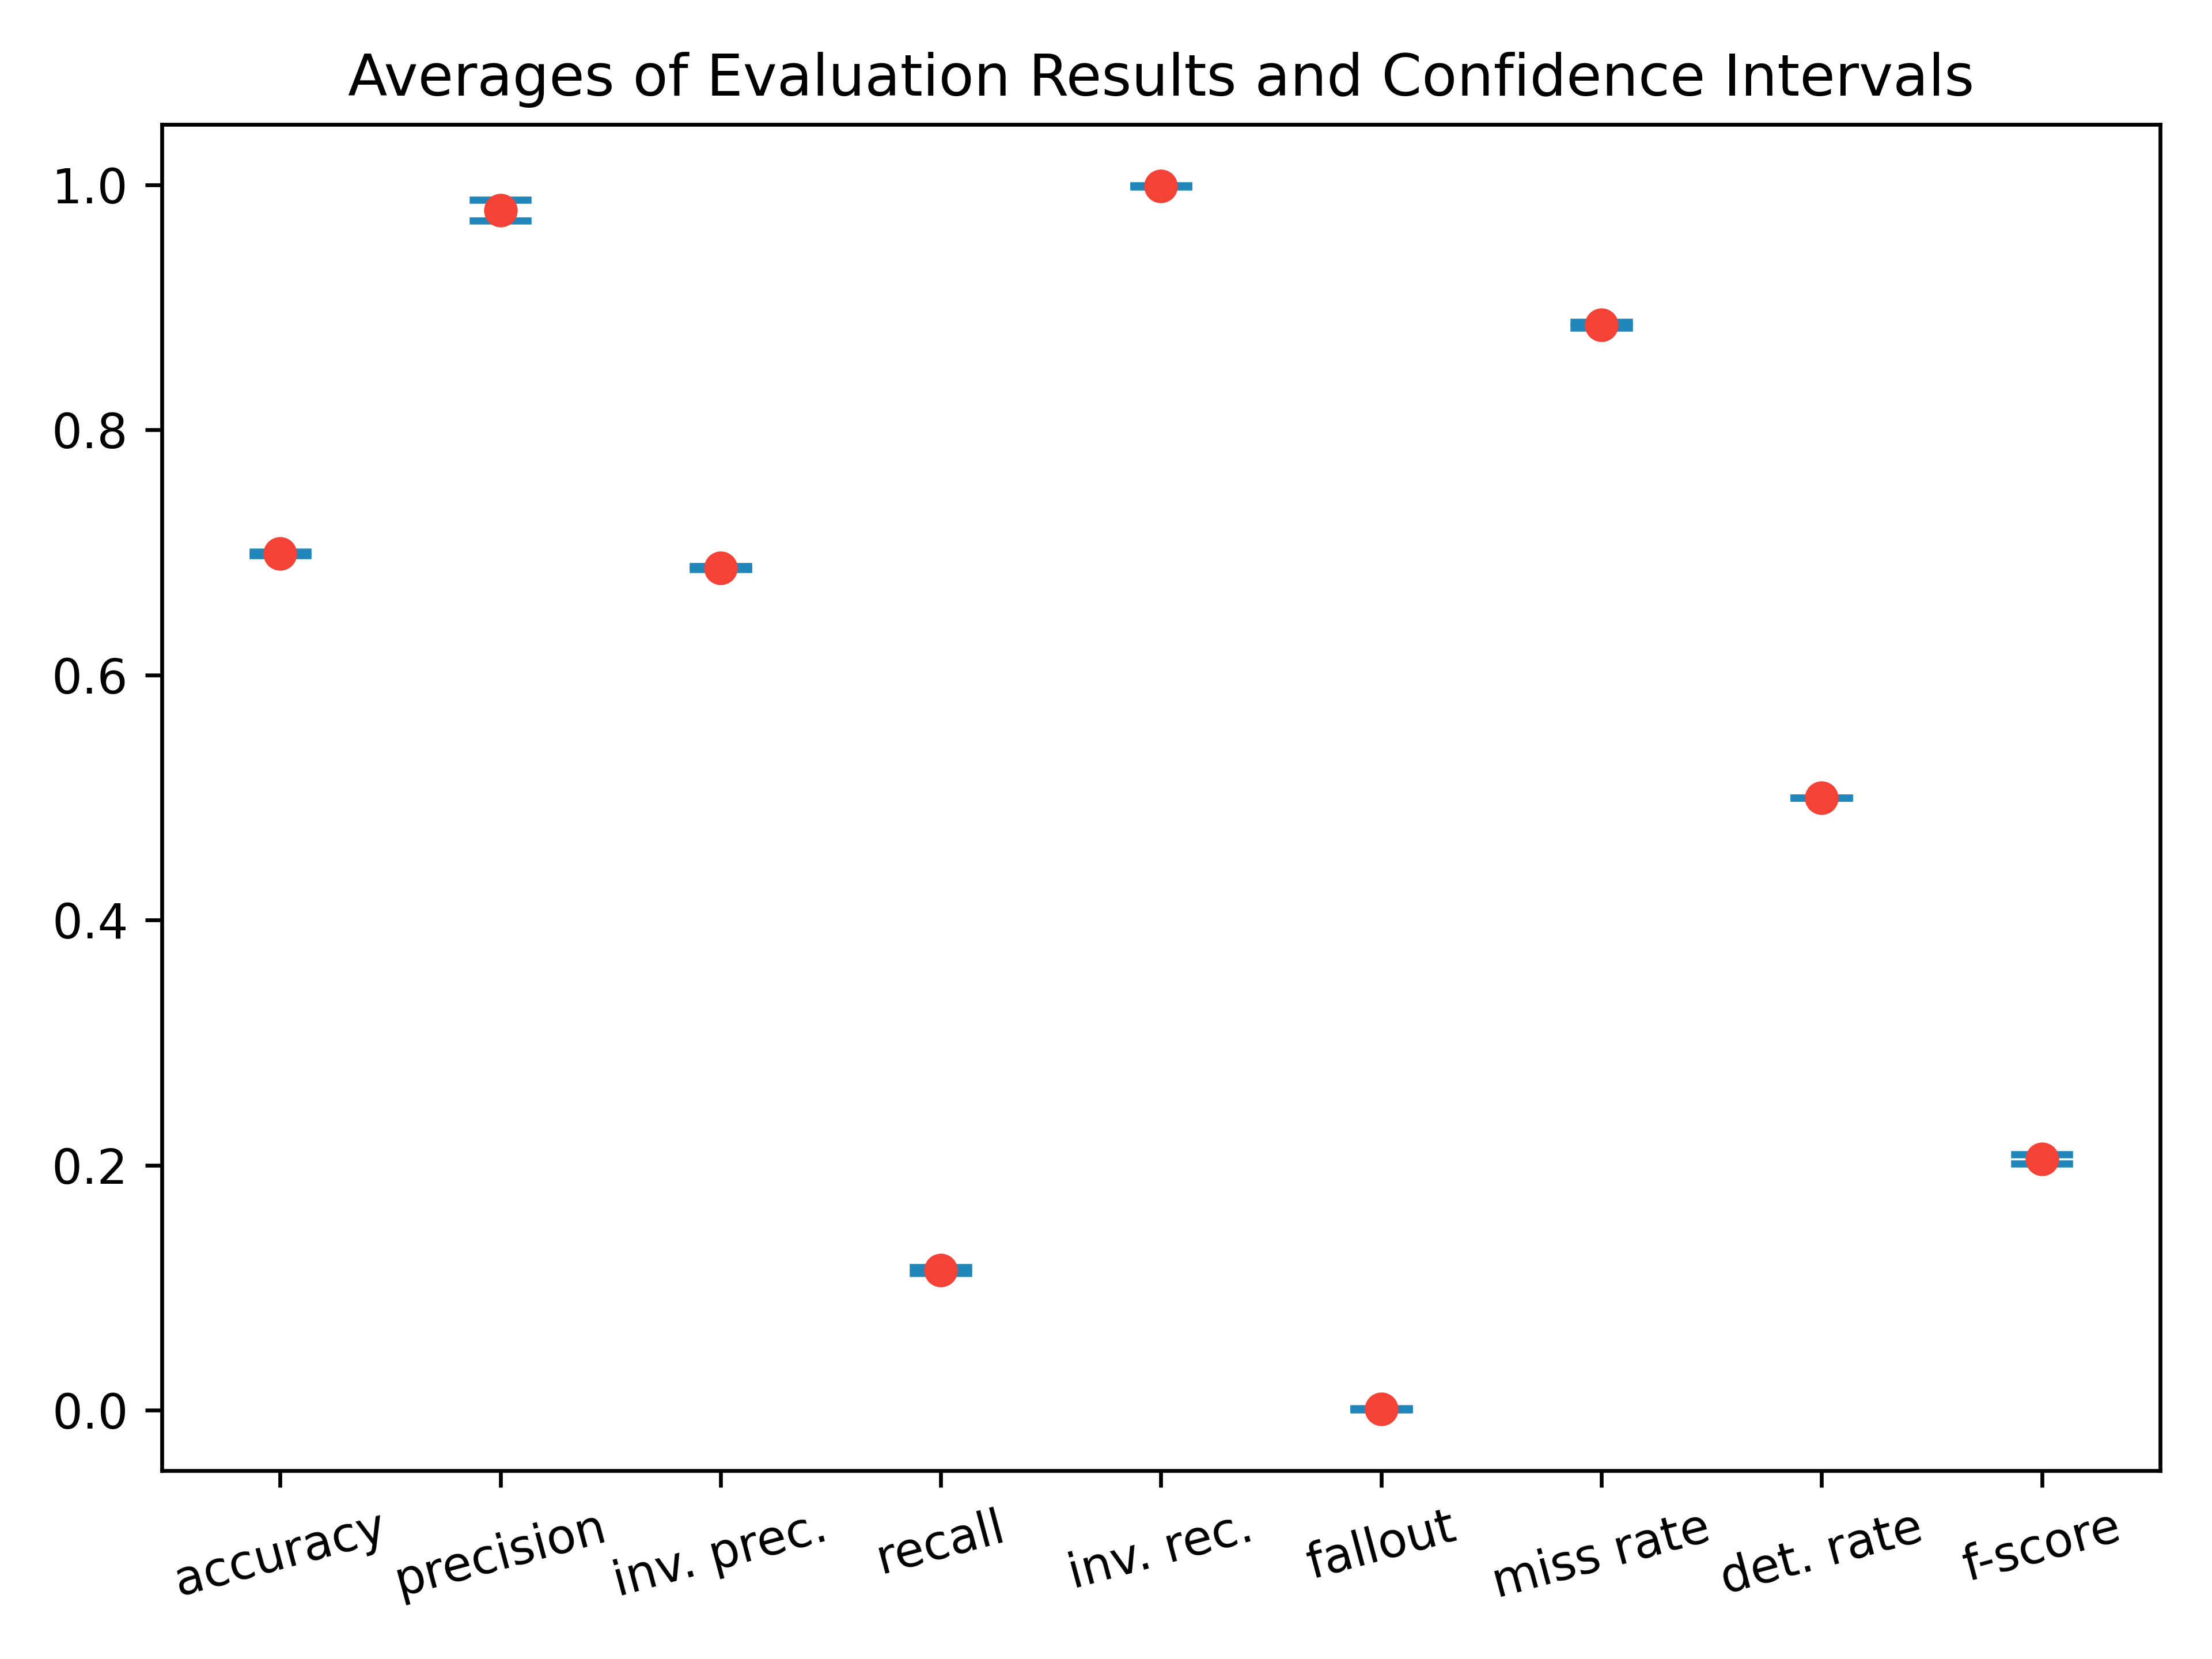 Averages of Evaluation Results and Confidence Intervals
1.0
0.8
0.6
0.4
0.2
0.0
accuracy
precision
inv. prec.
recall
inv. rec.
fallout
miss rate
det. rate
f-score